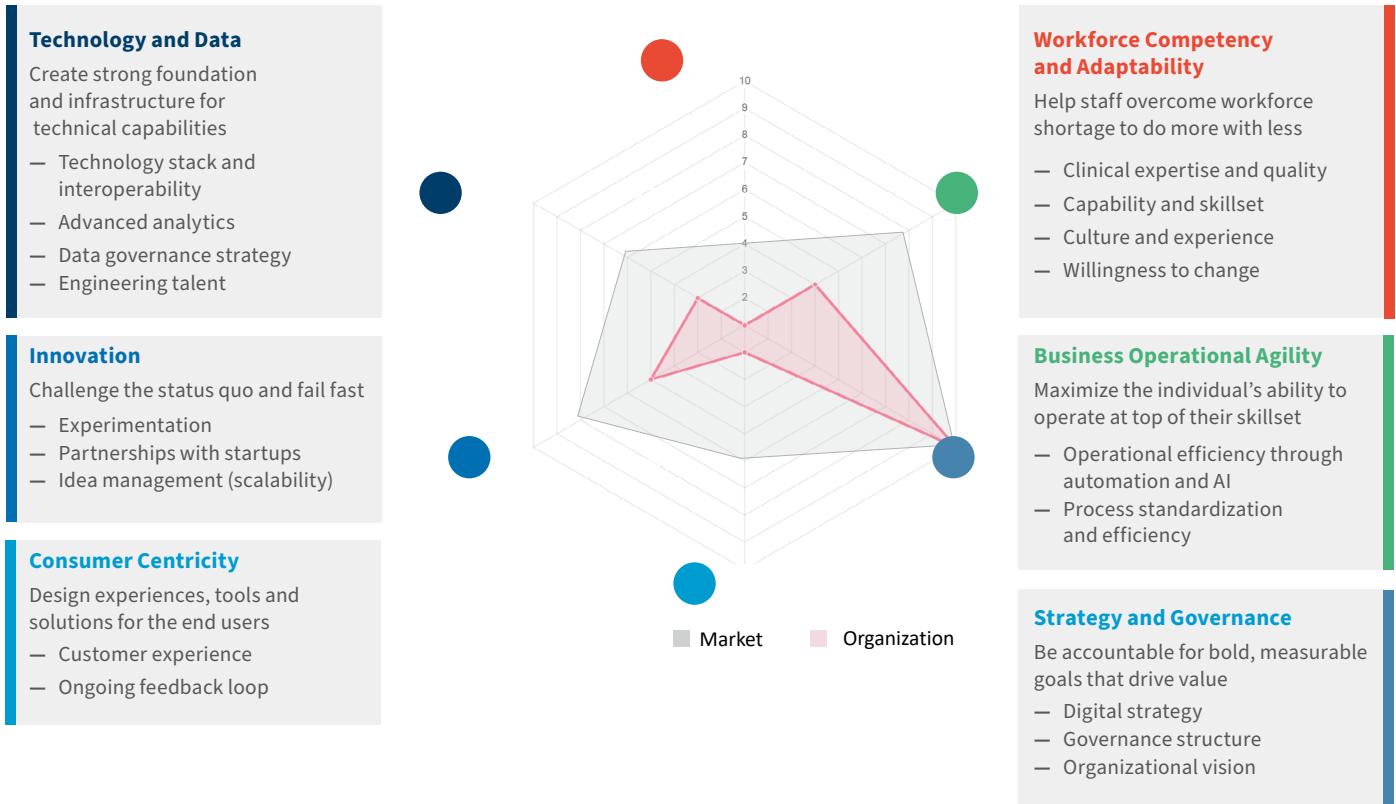 Technology and Data
Create strong foundation
and infrastructure for
technical capabilities
— Technology stack and
interoperability
— Advanced analytics
— Data governance strategy
— Engineering talent
Innovation
Challenge the status quo and fail fast
— Experimentation
— Partnerships with startups
— Idea management (scalability)
Consumer Centricity
Design experiences, tools and
solutions for the end users
— Customer experience
— Ongoing feedback loop
10
9
8
7
6
5
4
3
2
Market
Organization
Workforce Competency
and Adaptability
Help staff overcome workforce
shortage to do more with less
— Clinical expertise and quality
— Capability and skillset
— Culture and experience
— Willingness to change
Business Operational Agility
Maximize the individual’s ability to
operate at top of their skillset
— Operational efficiency through
automation and AI
— Process standardization
and efficiency
Strategy and Governance
Be accountable for bold, measurable
goals that drive value
— Digital strategy
— Governance structure
— Organizational vision